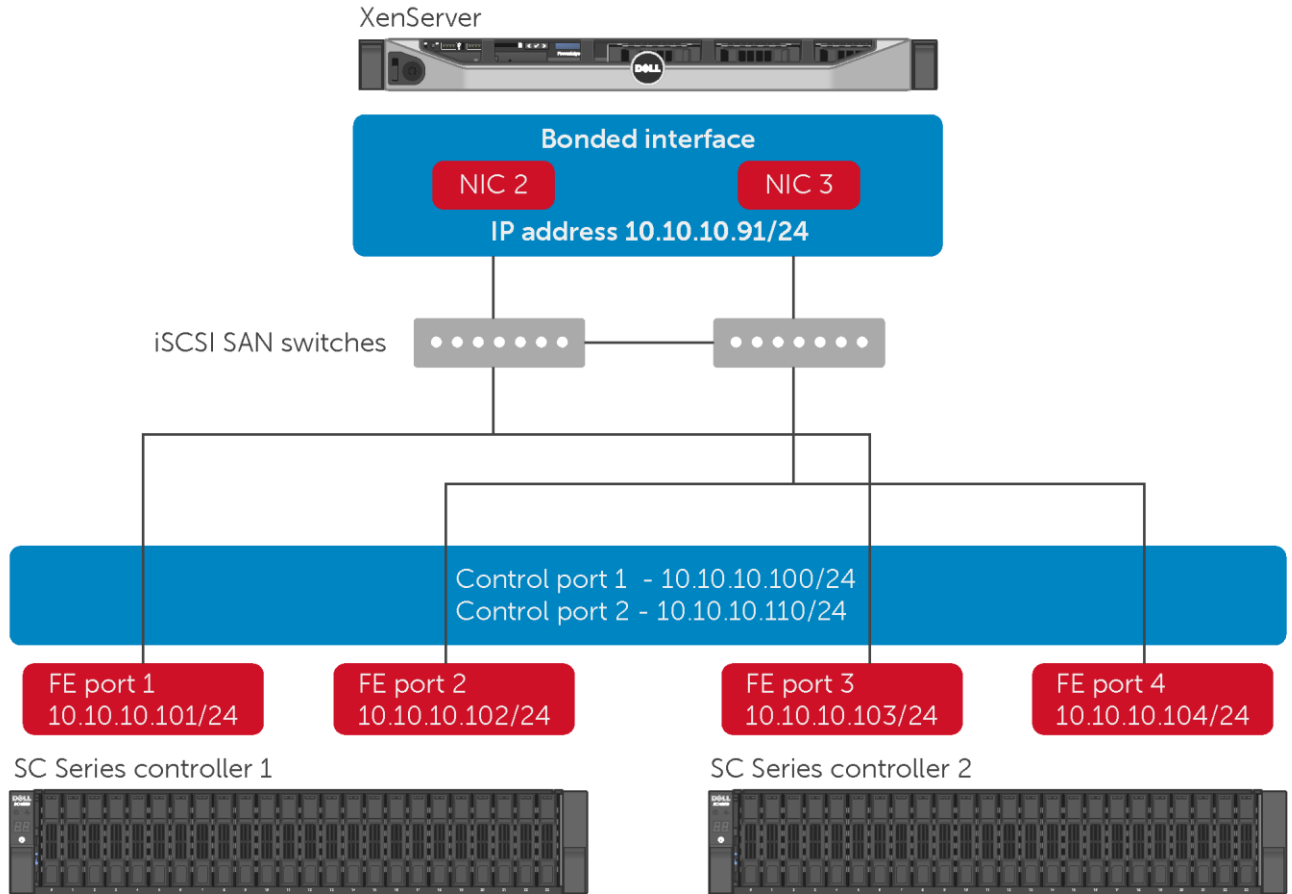 XenServer
DELL
Bonded interface
NIC 2
NIC 3
IP address 10.10.10.91/24
iSCSI SAN switches
Control port 1 - 10.10.10.100/24
Control port 2 - 10.10.10.110/24
FE port 1
10.10.10.101/24
FE port 2
10.10.10.102/24
FE port 3
10.10.10.103/24
FE port 4
10.10.10.104/24
SC Series controller 1
SC Series controller 2
DELL
DELL